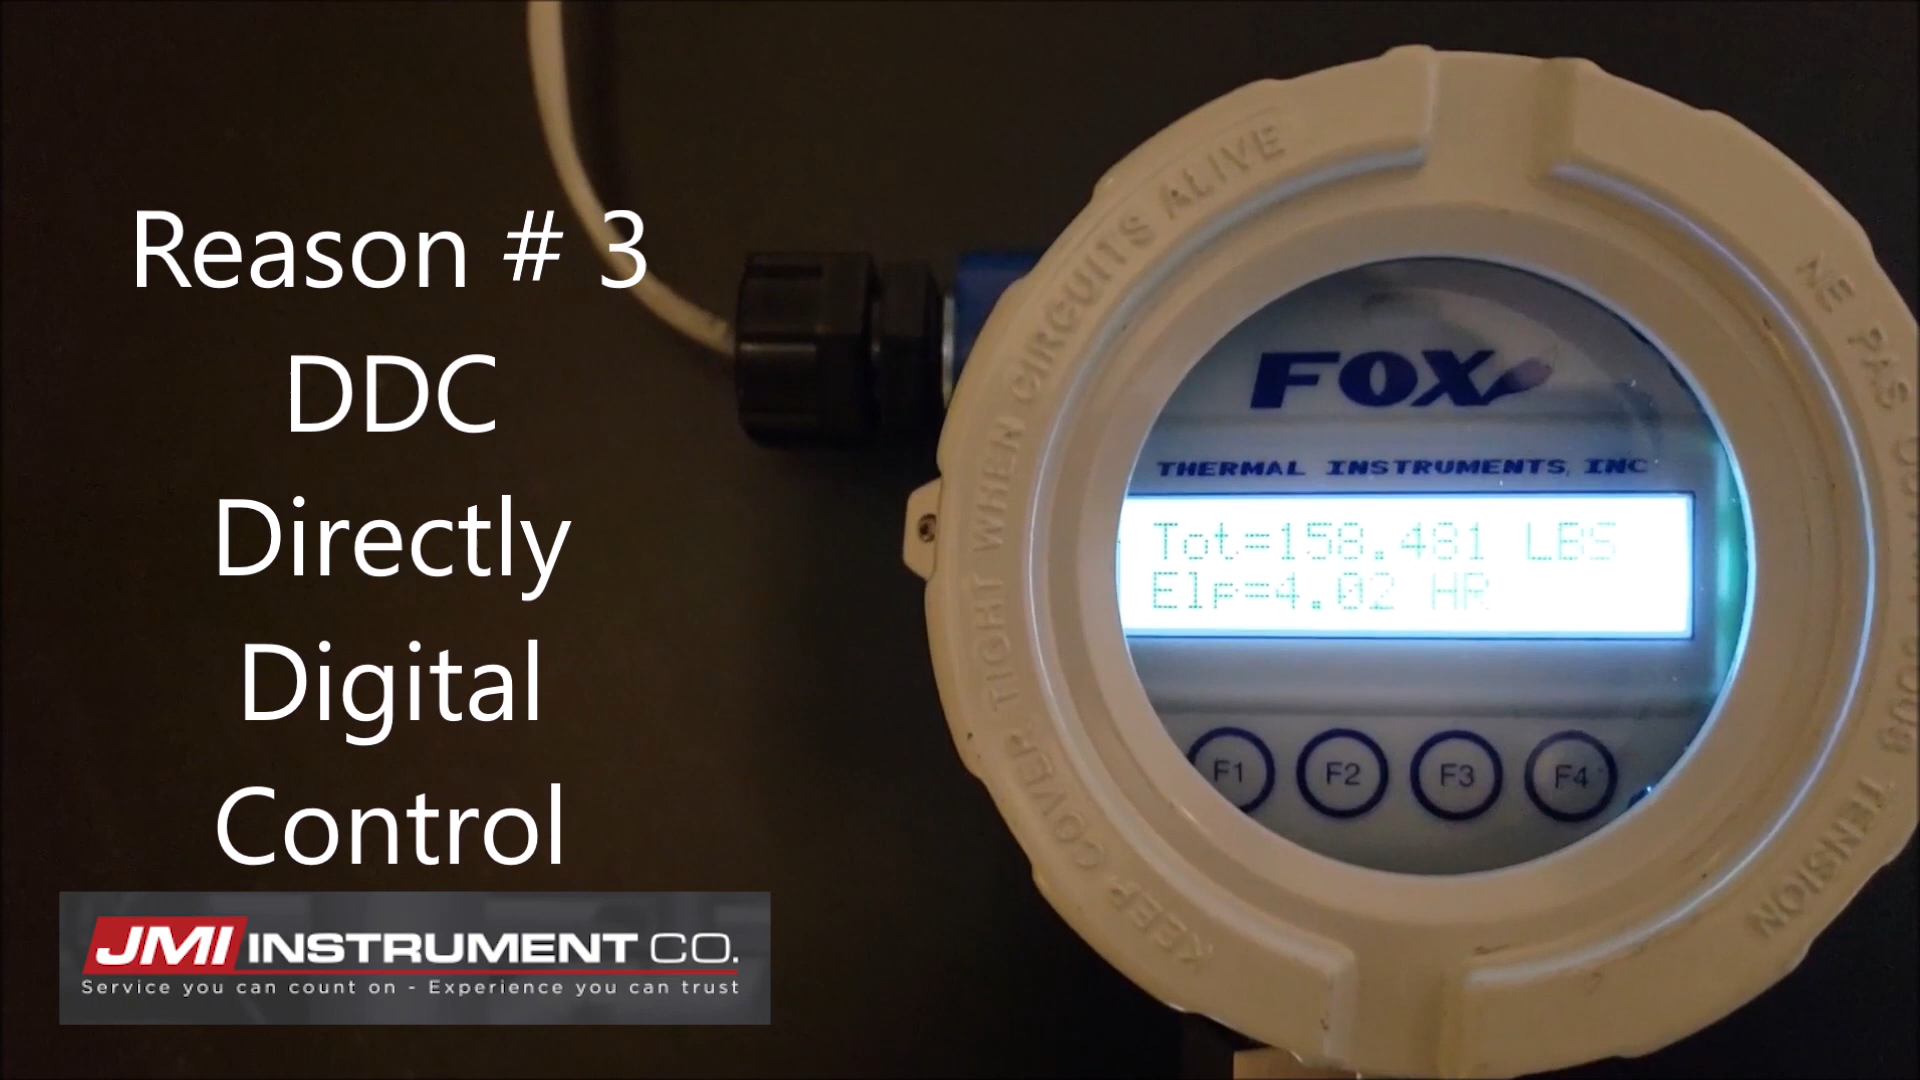 Reason # 3
DDC
Directly
Digital
Control
JMI INSTRUMENT CO.
Service you can count on - Experience you can trust
KEEP COVER TIGHT WHEN CIRCUITS ALIVE
NE PAS
TENSION
FOX
THERMAL INSTRUMENTS, INC
Tot=158.481 LBS
Elp=4.02 HR
F1 F2 F3 F4